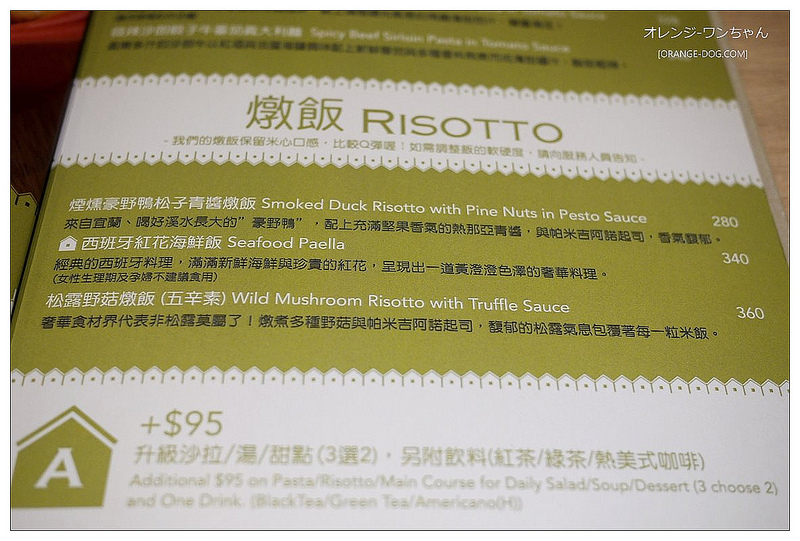 オレンジ-ワンちゃん
[ORANGE-DOG.COM]
Spicy Beef Sirloin Pasta in Tomato Sauce
燉飯 RISOTTO
- 我們的燉飯保留米心口感，比較Q彈喔！如需調整飯的軟硬度，請向服務人員告知 -
煙燻豪野鴨松子青醬燉飯 Smoked Duck Risotto with Pine Nuts in Pesto Sauce 280
來自宜蘭、喝好溪水長大的"豪野鴨"，配上充滿堅果香氣的熱那亞青醬，與帕米吉阿諾起司，香氣馥郁。
西班牙紅花海鮮飯 Seafood Paella 340
經典的西班牙料理，滿滿新鮮海鮮與珍貴的紅花，呈現出一道黃澄澄色澤的奢華料理。
(女性生理期及孕婦不建議食用)
松露野菇燉飯 (五辛素) Wild Mushroom Risotto with Truffle Sauce 360
奢華食材界代表非松露莫屬了！燉煮多種野菇與帕米吉阿諾起司，馥郁的松露氣息包覆著每一粒米飯。
A
+$95
升級沙拉/湯/甜點 (3選2)，另附飲料(紅茶/綠茶/熱美式咖啡)
Additional $95 on Pasta/Risotto/Main Course for Daily Salad/Soup/Dessert (3 choose 2)
and One Drink. (BlackTea/Green Tea/Americano(H))